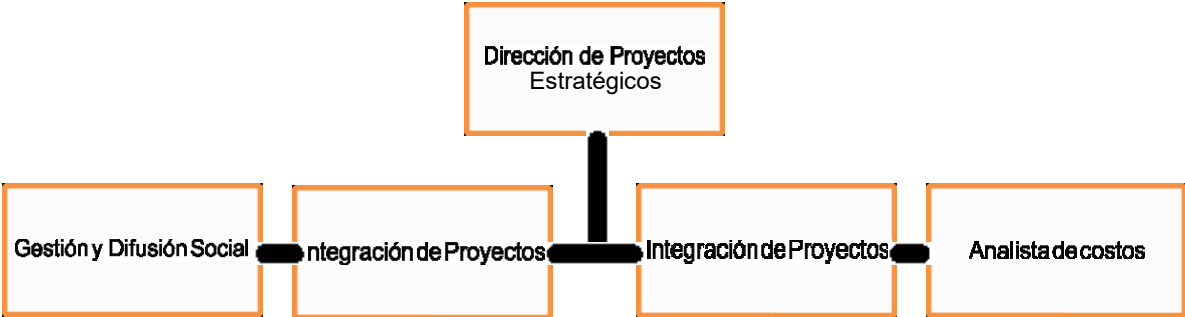 Dirección de Proyectos
Estratégicos
Gestión y Difusión Social
ntegración de Proyectos
Integración de Proyectos
Analista de costos